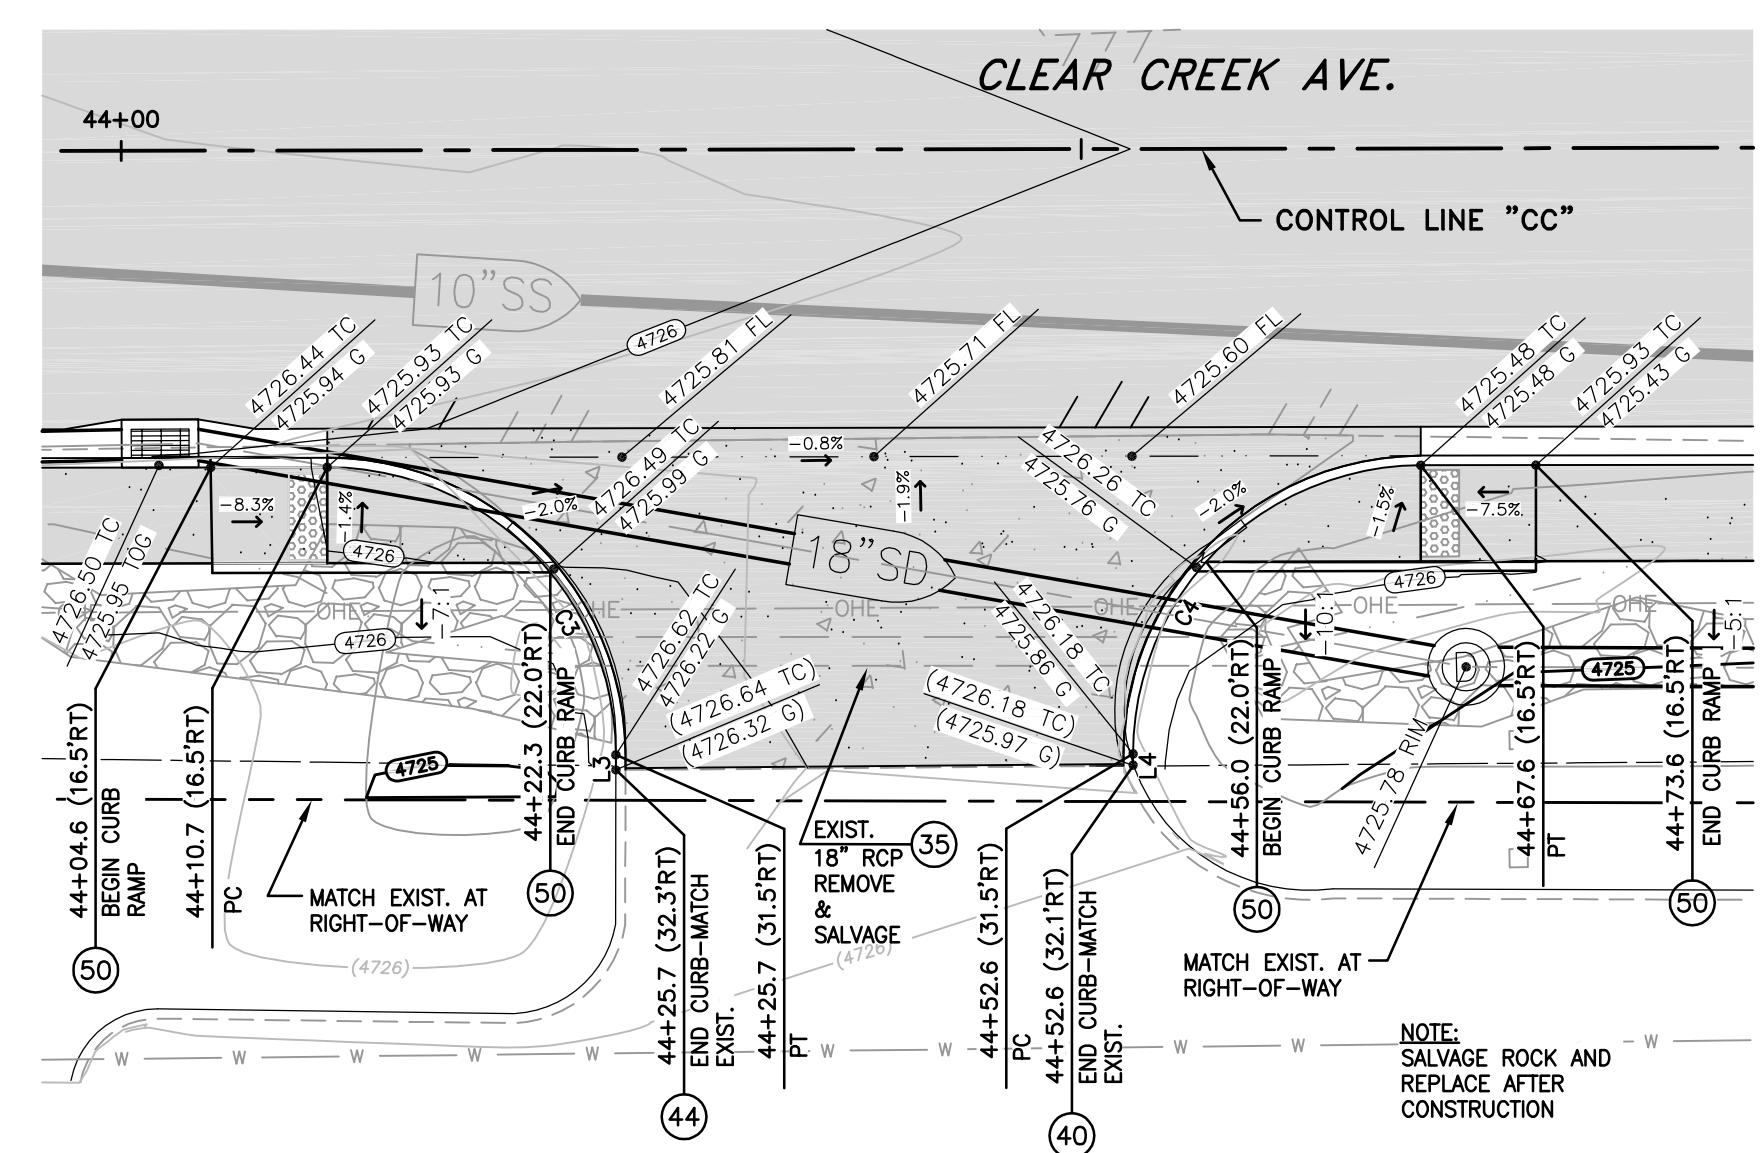 CLEAR CREEK AVE.
44+00
CONTROL LINE "CC"
10"SS
4726
4726.44 TC
4725.94 G
4725.93 TC
4725.93 G
4725.81 FL
4725.71 FL
4725.60 FL
4725.48 TC
4725.48 G
4725.93 TC
4725.43 G
4726.49 TC
4725.99 G
-0.8%
4726.26 TC
4725.76 G
-8.3%
-1.4%
-2.0%
-1.9%
-2.0%
-1.5%
-7.5%
4726
18" SD
4726
4726.50 TC
4725.95 TOG
OHE
-7:1
OHE
OHE
OHE
OHE
-10:1
-5:1
4726
C3
C4
4726.62 TC
4726.22 G
4726.18 TC
4725.86 G
(4726.64 TC)
(4726.32 G)
(4726.18 TC)
(4725.97 G)
4725
4725
L3
L4
4725.78 RIM
44+04.6 (16.5'RT)
BEGIN CURB
RAMP
50
44+10.7 (16.5'RT)
PC
MATCH EXIST. AT
RIGHT-OF-WAY
44+22.3 (22.0'RT)
END CURB RAMP
50
EXIST.
18" RCP
REMOVE
&
SALVAGE
35
44+56.0 (22.0'RT)
BEGIN CURB RAMP
50
44+67.6 (16.5'RT)
PT
44+73.6 (16.5'RT)
END CURB RAMP
50
44+25.7 (32.3'RT)
END CURB-MATCH
EXIST.
44
44+25.7 (31.5'RT)
PT
44+52.6 (31.5'RT)
PC
44+52.6 (32.1'RT)
END CURB-MATCH
EXIST.
40
(4726)
(4726)
MATCH EXIST. AT
RIGHT-OF-WAY
W W W W W W W W W W W
NOTE:
SALVAGE ROCK AND
REPLACE AFTER
CONSTRUCTION